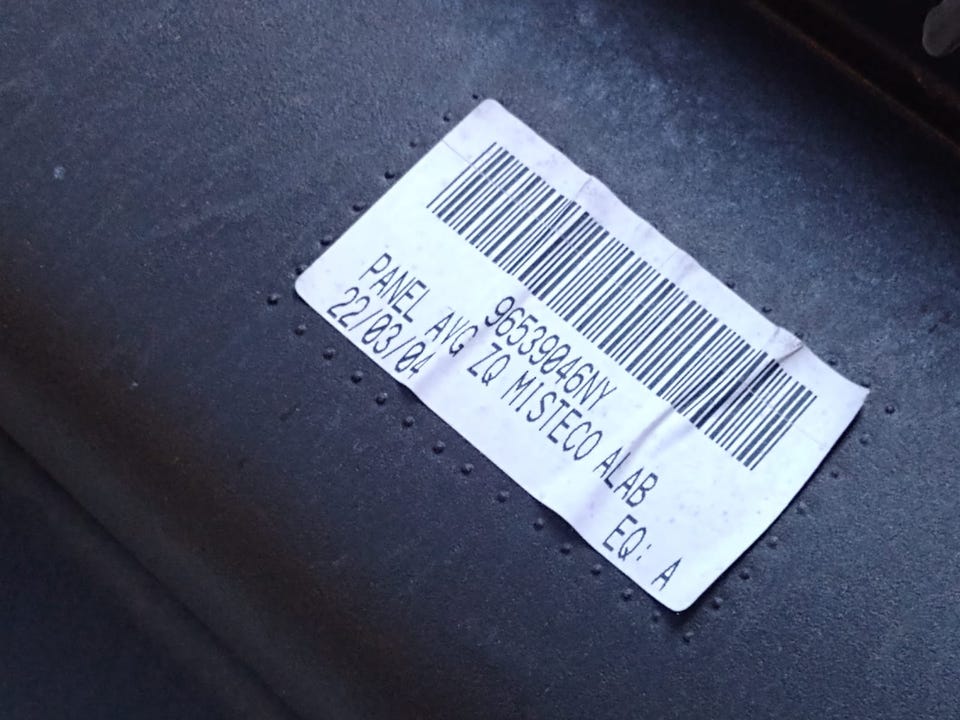 96539046NY
PANEL AVG ZQ MISTECO ALAB
22/03/04 EQ: A